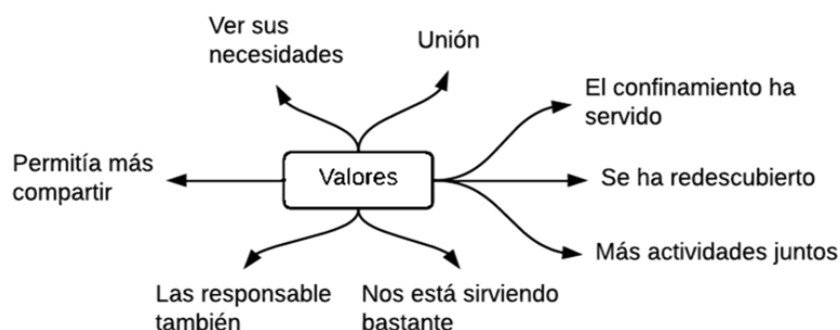 Ver sus
necesidades
Unión
El confinamiento ha
servido
Permitía más
compartir
Valores
Se ha redescubierto
Más actividades juntos
Las responsable
también
Nos está sirviendo
bastante